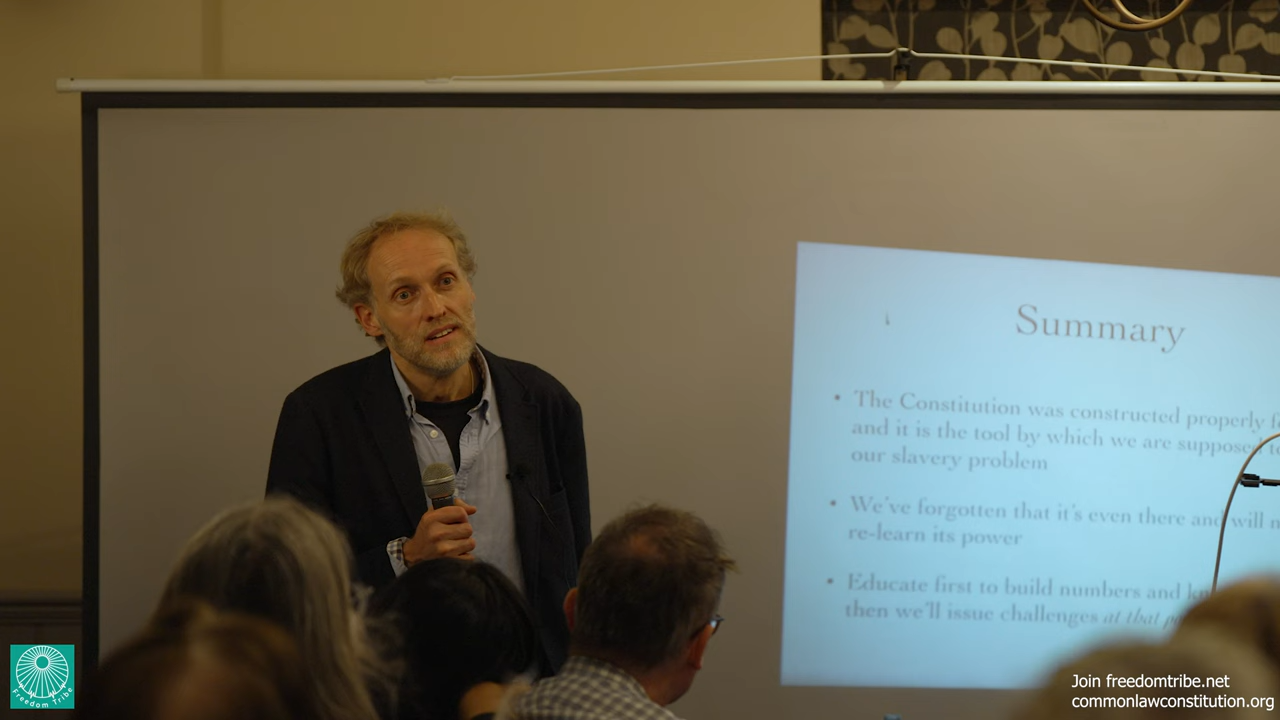 Summary
• The Constitution was constructed properly
and it is the tool by which we are supposed
our slavery problem
• We've forgotten that it's even there and will
re-learn its power
• Educate first to build numbers and
then we'll issue challenges at that
Freedom Tribe
Join freedomtribe.net
commonlawconstitution.org